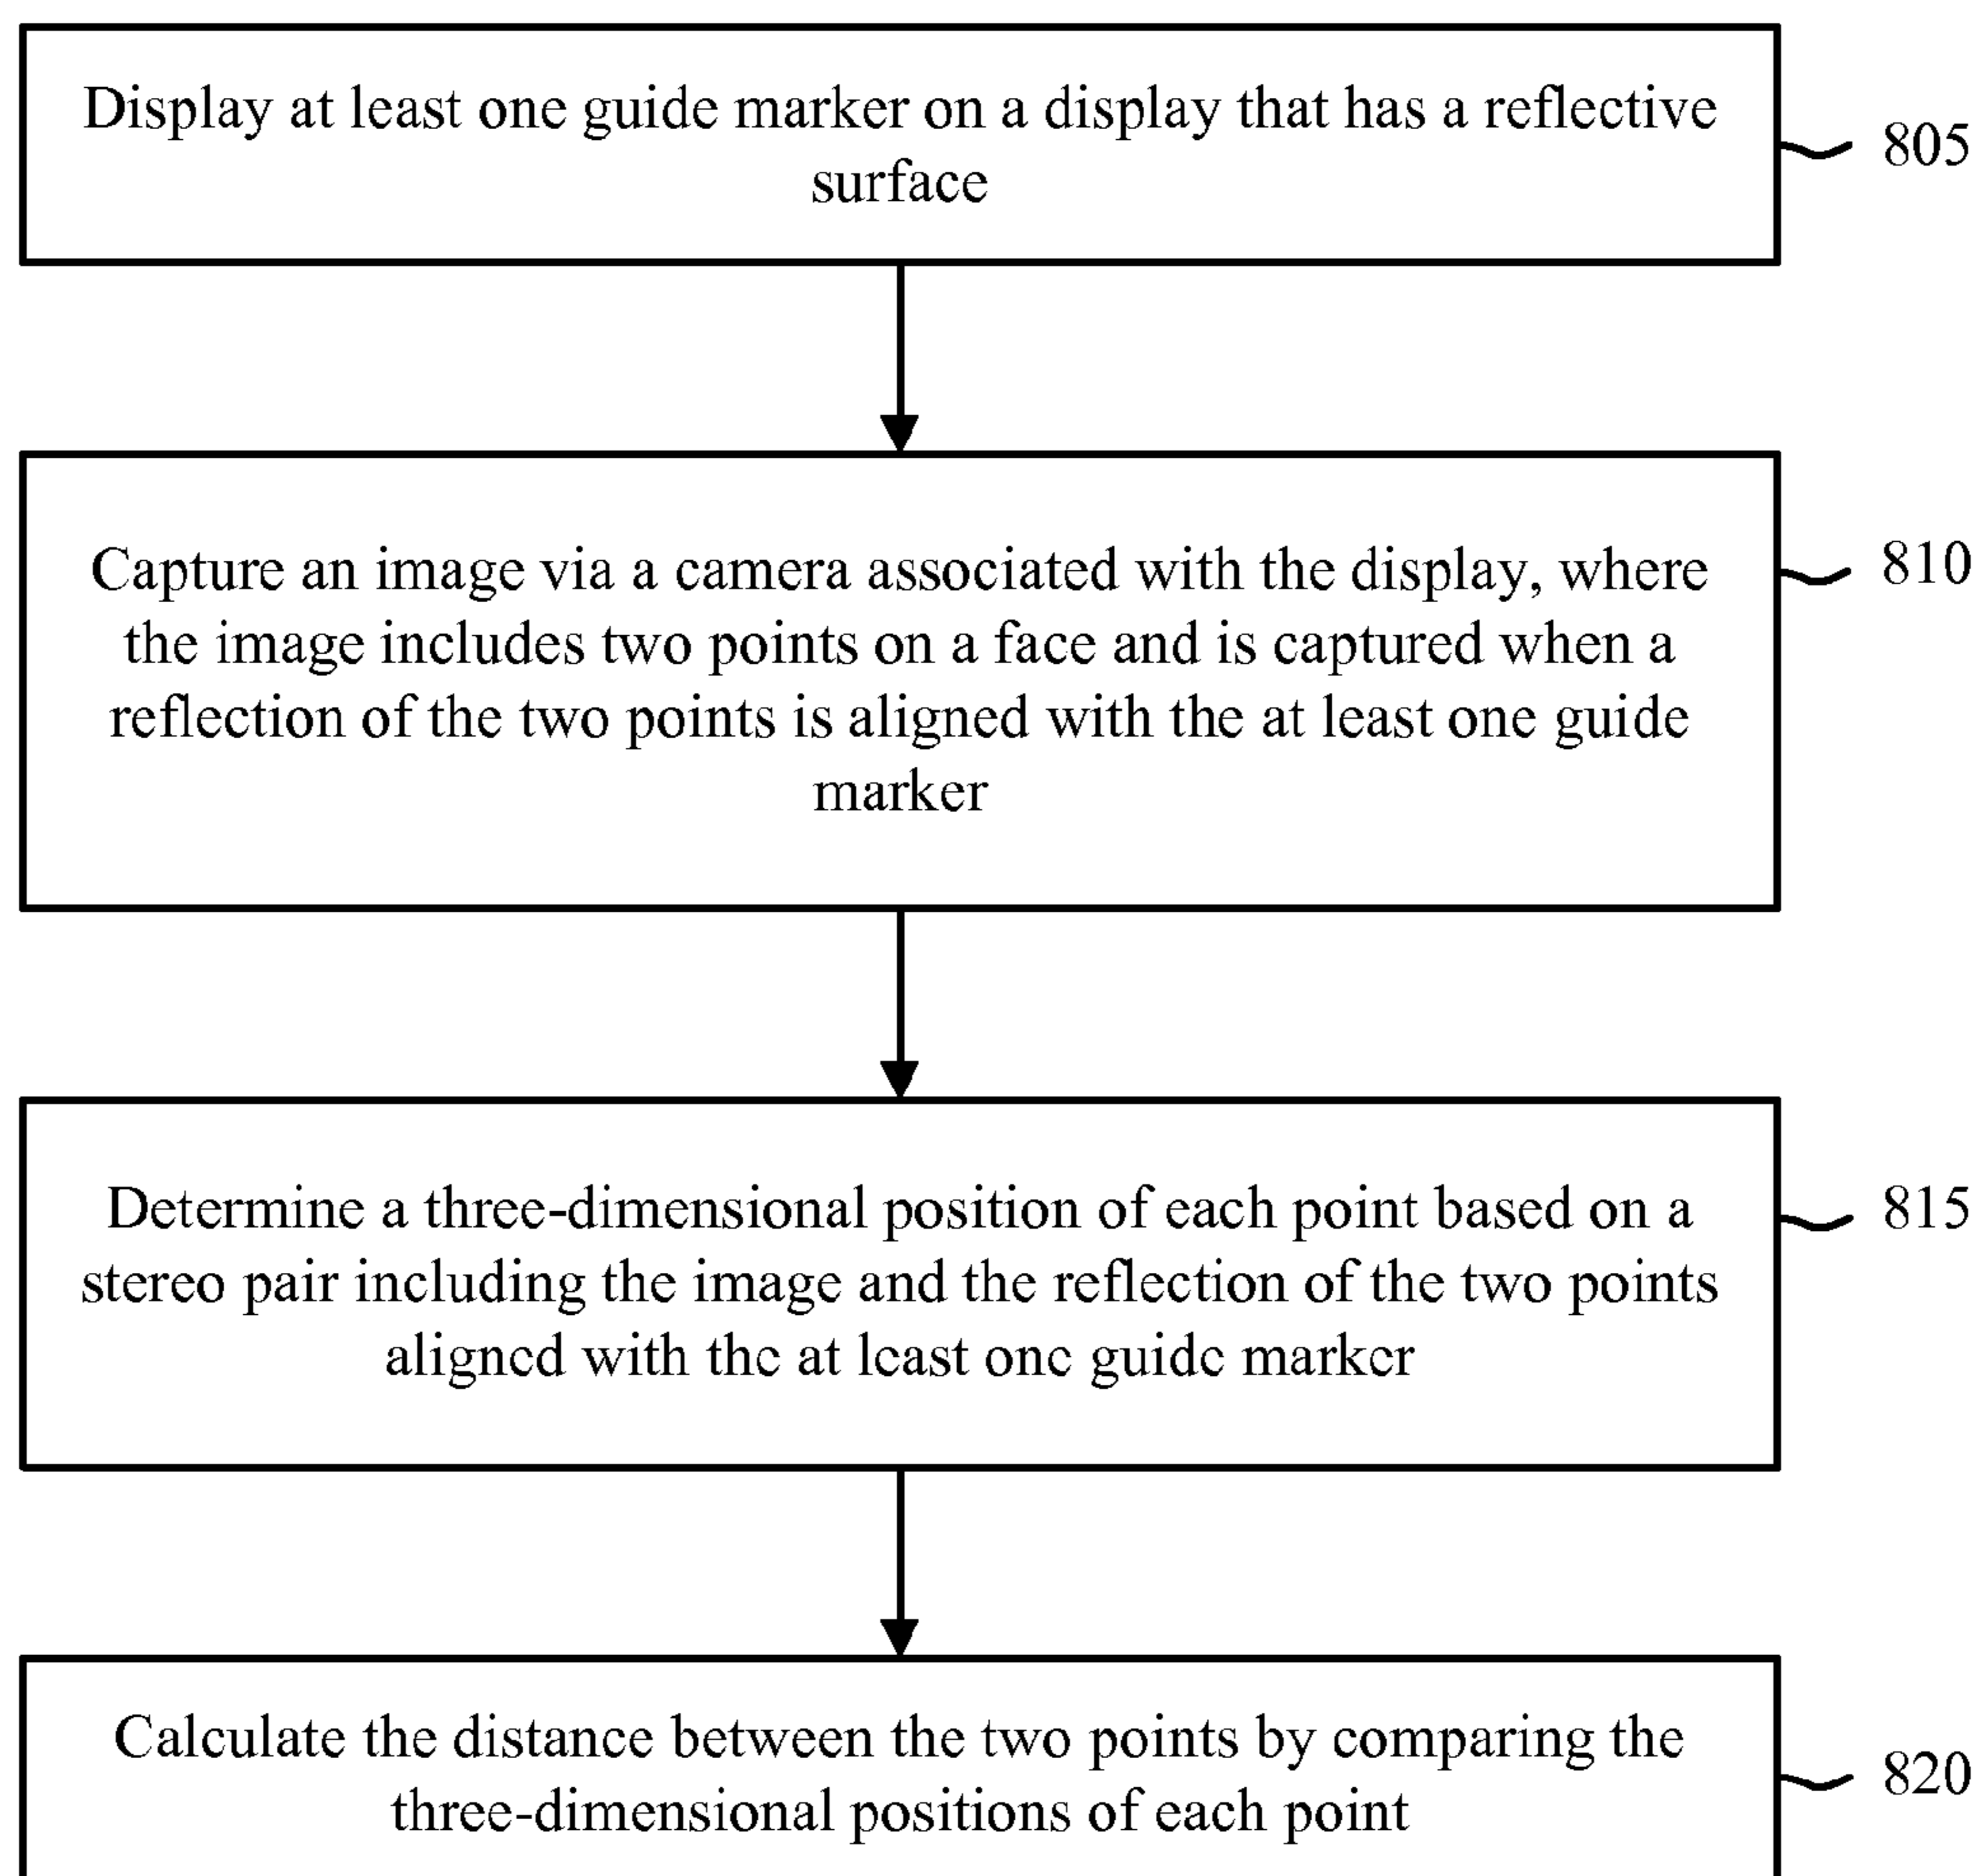 Display at least one guide marker on a display that has a reflective
surface
805
Capture an image via a camera associated with the display, where
the image includes two points on a face and is captured when a
reflection of the two points is aligned with the at least one guide
marker
810
Determine a three-dimensional position of each point based on a
stereo pair including the image and the reflection of the two points
aligned with the at least one guide marker
815
Calculate the distance between the two points by comparing the
three-dimensional positions of each point
820